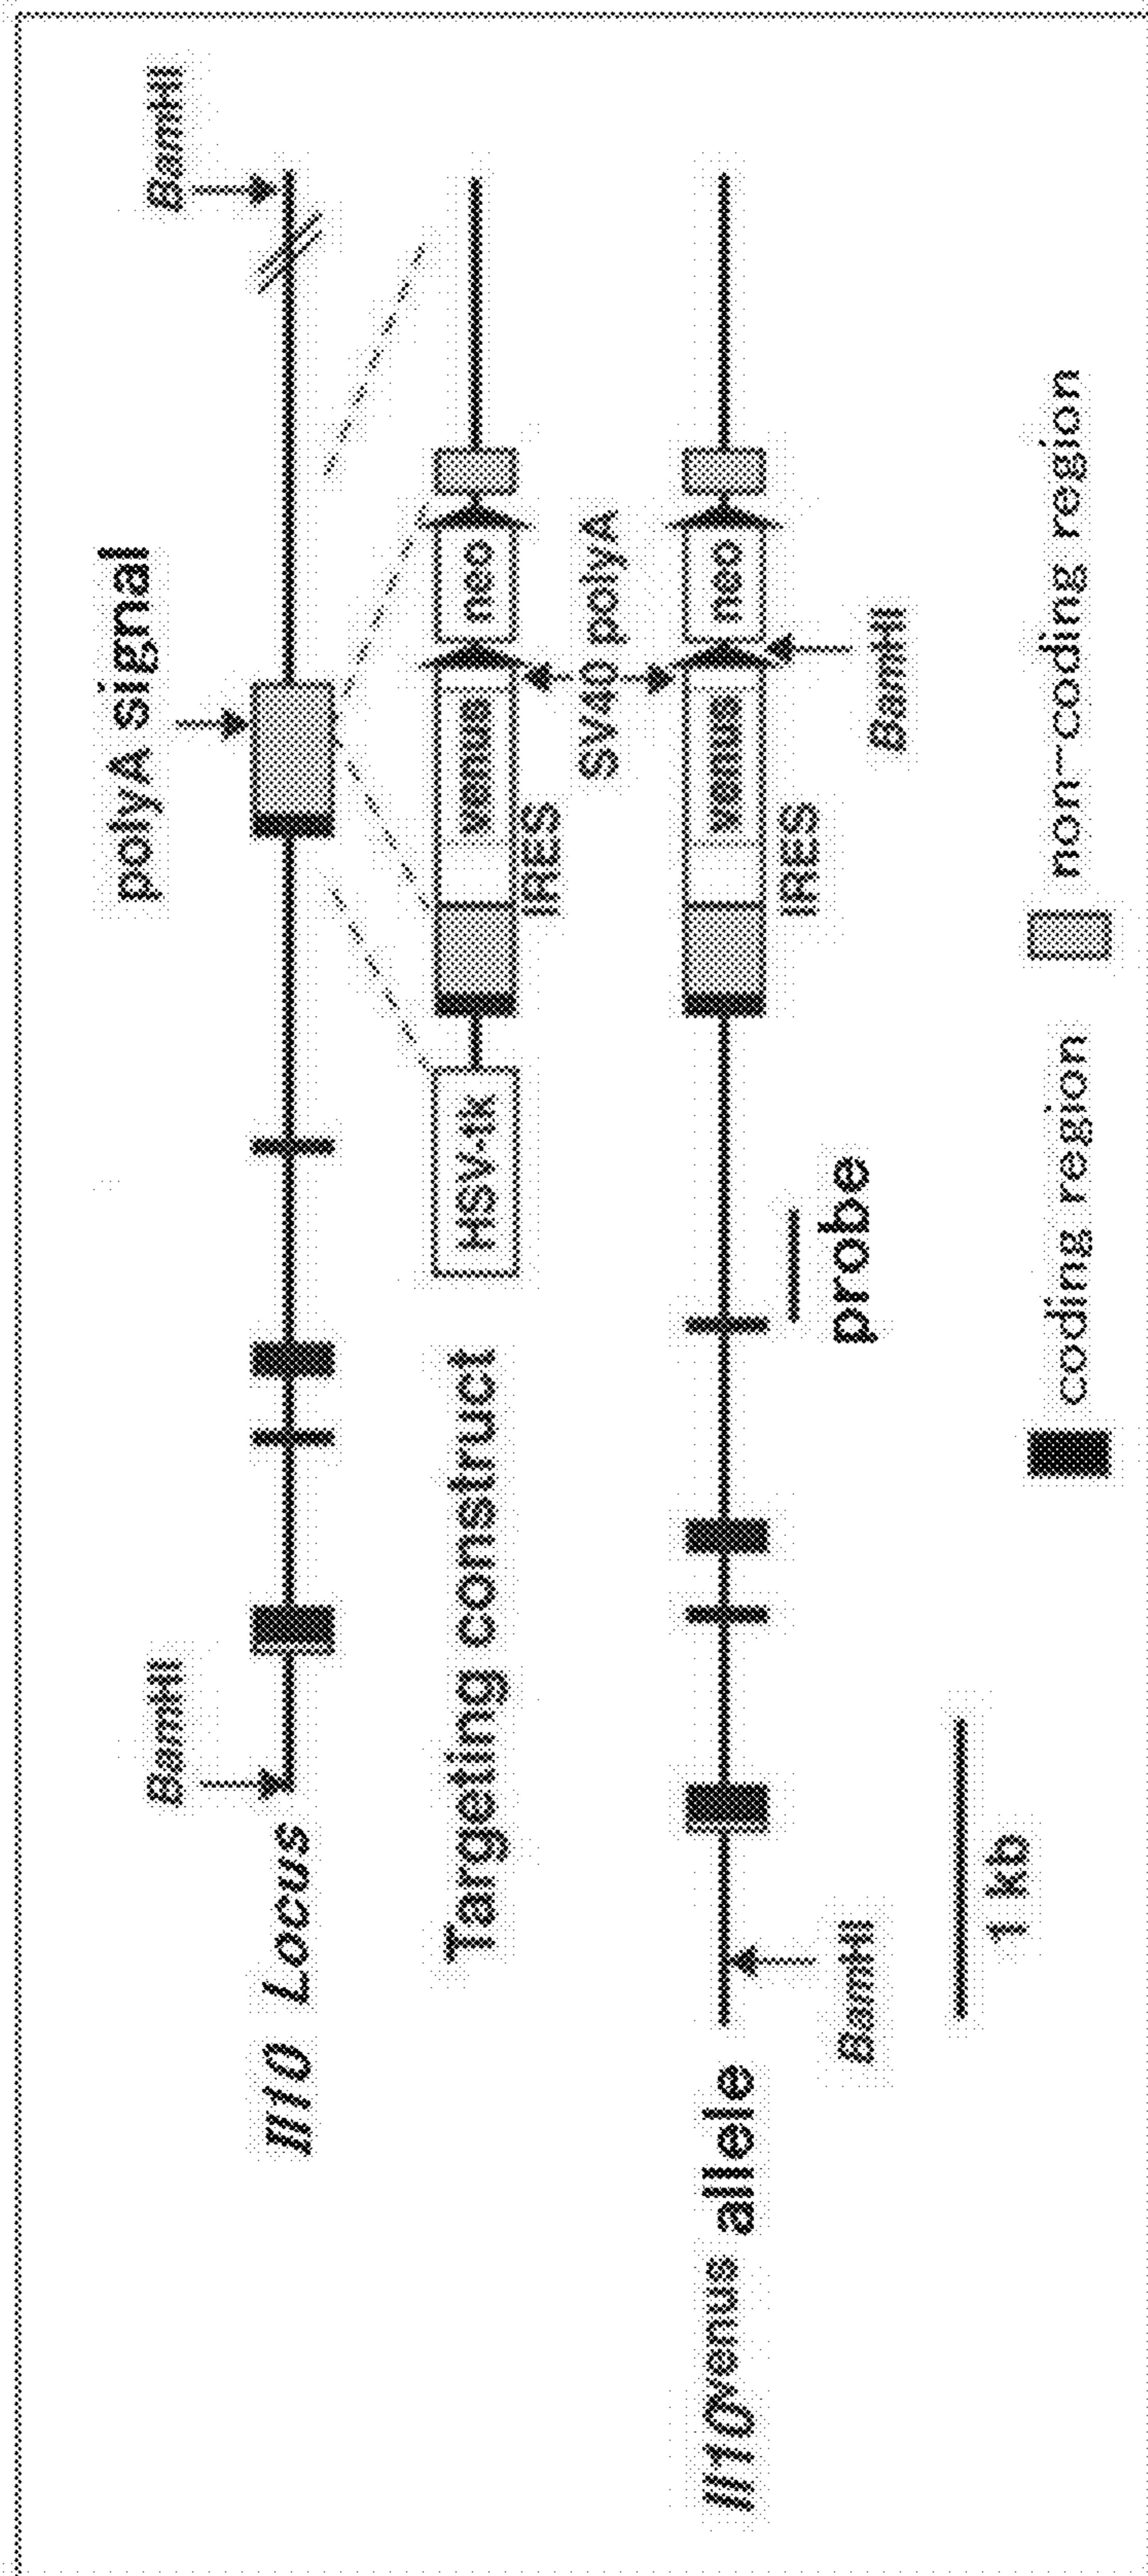 BamHI
polyA signal
BamHI
Il10 Locus
Targeting construct
HSV-tk
venus
neo
IRES
SV40 polyA
Il10venus allele
venus
neo
IRES
probe
BamHI
BamHI
1 kb
coding region
non-coding region